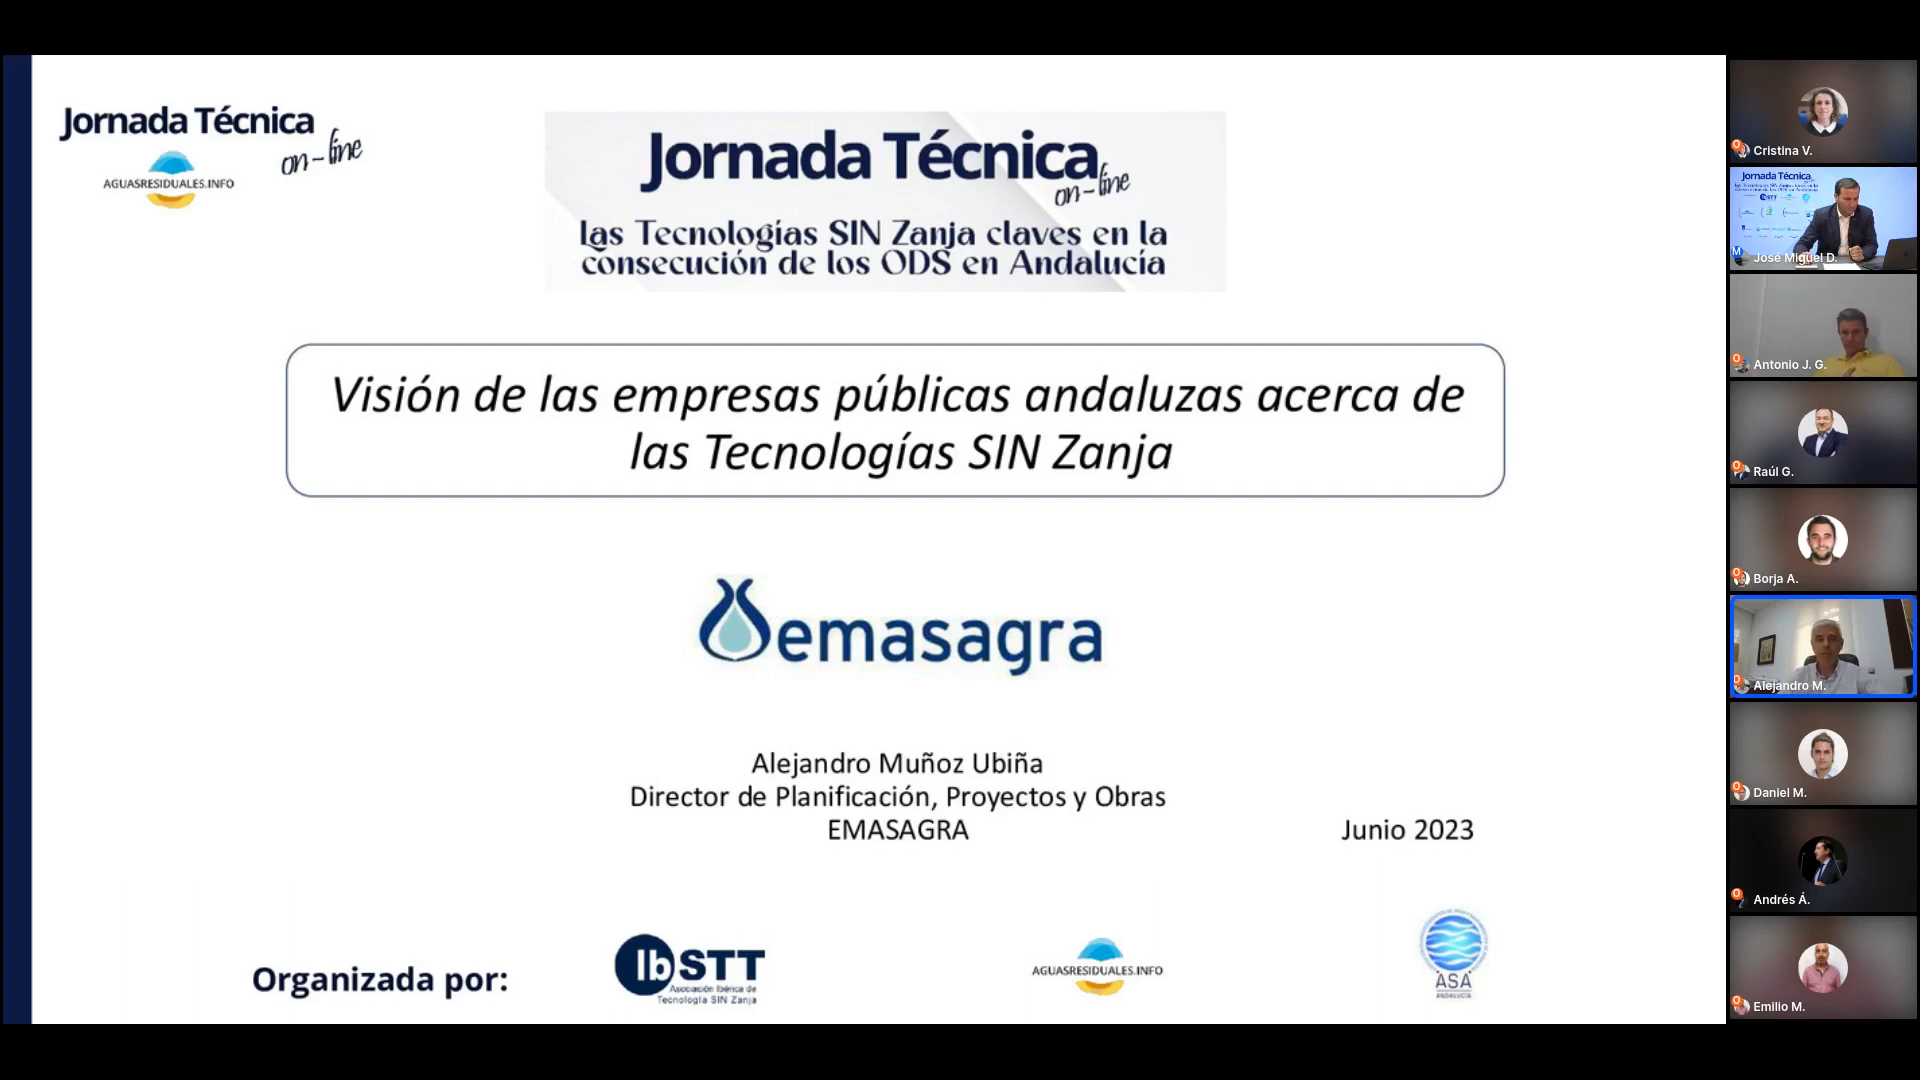 Jornada Técnica
on-line
AGUASRESIDUALES.INFO
Jornada Técnica
on-line
Las Tecnologías SIN Zanja claves en la
consecución de los ODS en Andalucía
Visión de las empresas públicas andaluzas acerca de
las Tecnologías SIN Zanja
emasagra
Alejandro Muñoz Ubiña
Director de Planificación, Proyectos y Obras
EMASAGRA
Junio 2023
Organizada por:
IbSTT
Asociación Ibérica de
Tecnología SIN Zanja
AGUASRESIDUALES.INFO
ASA
ANDALUCÍA
Cristina V.
Jornada Técnica
IbSTT
José Miguel D.
Antonio J. G.
Raúl G.
Borja A.
Alejandro M.
Daniel M.
Andrés Á.
Emilio M.